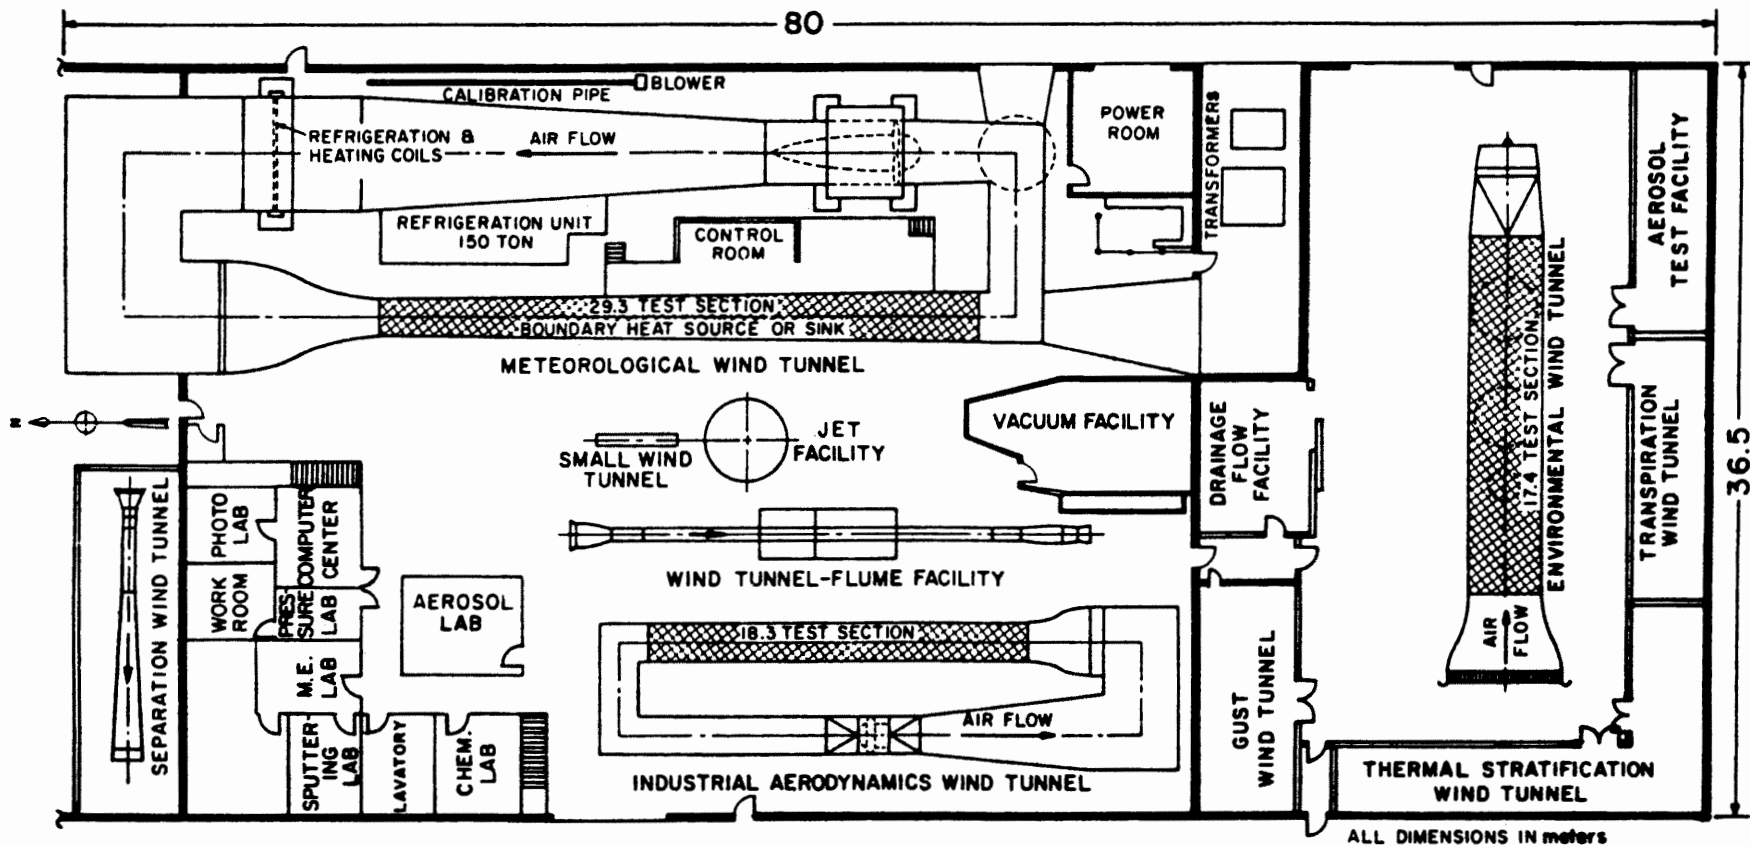 80
BLOWER
CALIBRATION PIPE
REFRIGERATION &
HEATING COILS
AIR FLOW
POWER
ROOM
TRANSFORMERS
AEROSOL
TEST FACILITY
REFRIGERATION UNIT
150 TON
CONTROL
ROOM
29.3 TEST SECTION
BOUNDARY HEAT SOURCE OR SINK
METEOROLOGICAL WIND TUNNEL
17.4 TEST SECTION
ENVIRONMENTAL WIND TUNNEL
AIR
FLOW
36.5
N
JET
FACILITY
SMALL WIND
TUNNEL
VACUUM FACILITY
DRAINAGE
FLOW
FACILITY
TRANSPIRATION
WIND TUNNEL
SEPARATION WIND TUNNEL
PHOTO
LAB
COMPUTER
CENTER
WORK
ROOM
PRES-
SURE
LAB
AEROSOL
LAB
WIND TUNNEL-FLUME FACILITY
M.E.
LAB
18.3 TEST SECTION
AIR FLOW
INDUSTRIAL AERODYNAMICS WIND TUNNEL
SPUTTER-
ING
LAB
LAVATORY
CHEM.
LAB
GUST
WIND TUNNEL
THERMAL STRATIFICATION
WIND TUNNEL
ALL DIMENSIONS IN meters